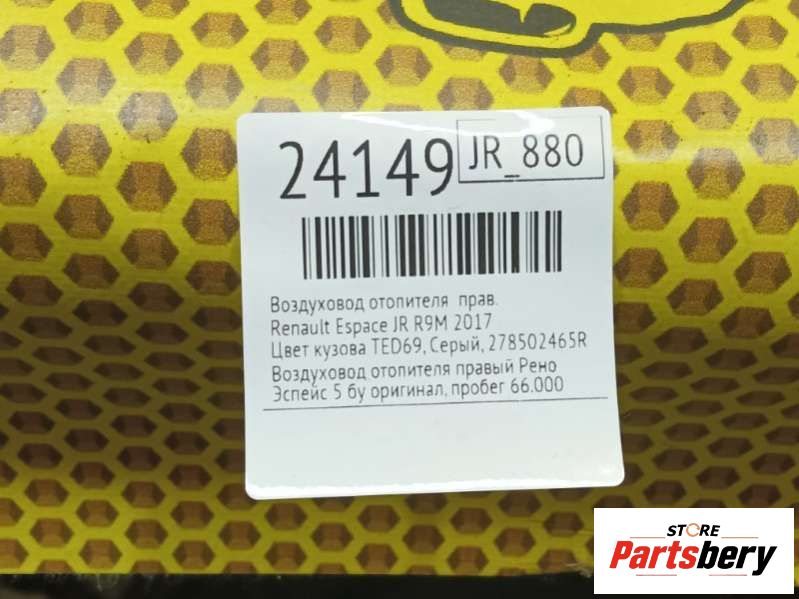 24149 JR_880
Воздуховод отопителя прав.
Renault Espace JR R9M 2017
Цвет кузова TED69, Серый, 278502465R
Воздуховод отопителя правый Рено
Эспейс 5 бу оригинал, пробег 66.000
STORE
Partsbery